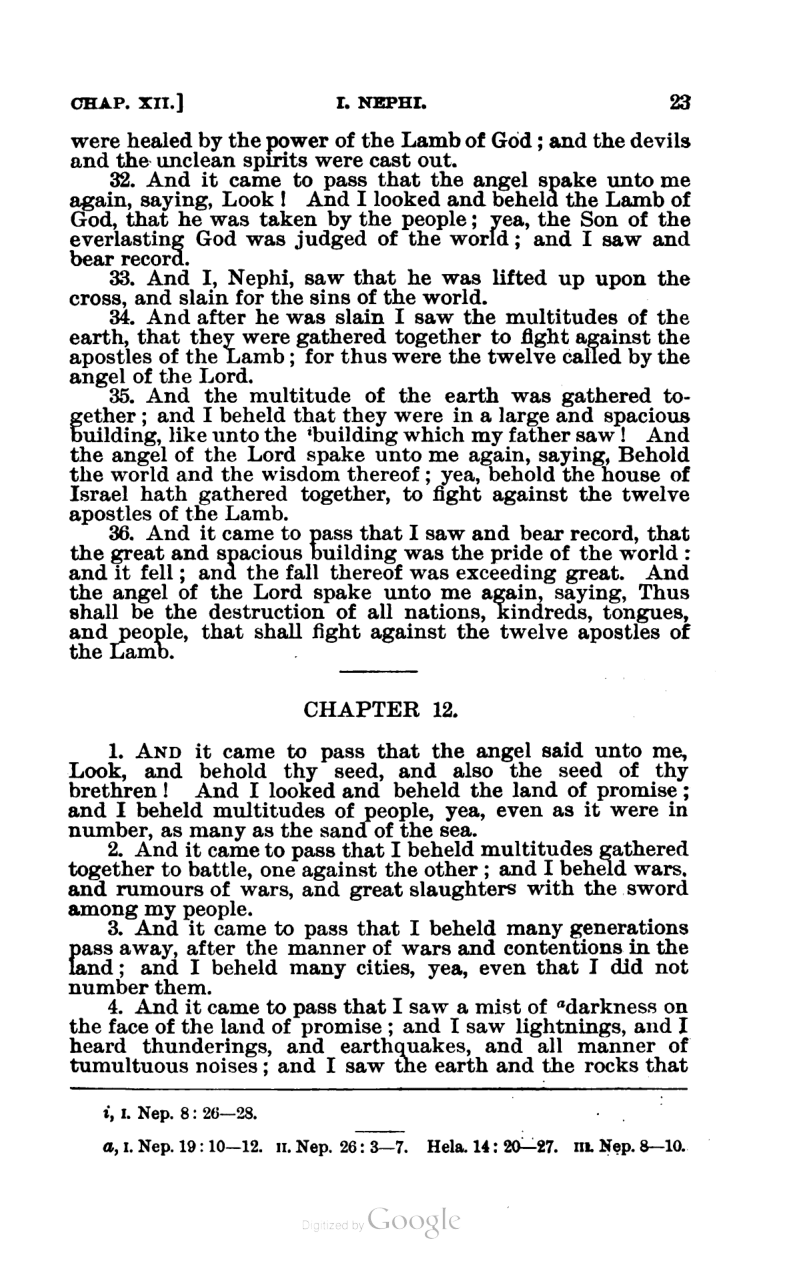 CHAP. XII.] I. NEPHI. 23
were healed by the power of the Lamb of God ; and the devils
and the unclean spirits were cast out.
32. And it came to pass that the angel spake unto me
again, saying, Look ! And I looked and beheld the Lamb of
God, that he was taken by the people ; yea, the Son of the
everlasting God was judged of the world ; and I saw and
bear record.
33. And I, Nephi, saw that he was lifted up upon the
cross, and slain for the sins of the world.
34. And after he was slain I saw the multitudes of the
earth, that they were gathered together to fight against the
apostles of the Lamb ; for thus were the twelve called by the
angel of the Lord.
35. And the multitude of the earth was gathered to-
gether ; and I beheld that they were in a large and spacious
building, like unto the ⁱbuilding which my father saw ! And
the angel of the Lord spake unto me again, saying, Behold
the world and the wisdom thereof ; yea, behold the house of
Israel hath gathered together, to fight against the twelve
apostles of the Lamb.
36. And it came to pass that I saw and bear record, that
the great and spacious building was the pride of the world :
and it fell ; and the fall thereof was exceeding great. And
the angel of the Lord spake unto me again, saying, Thus
shall be the destruction of all nations, kindreds, tongues,
and people, that shall fight against the twelve apostles of
the Lamb.
CHAPTER 12.
1. AND it came to pass that the angel said unto me,
Look, and behold thy seed, and also the seed of thy
brethren ! And I looked and beheld the land of promise ;
and I beheld multitudes of people, yea, even as it were in
number, as many as the sand of the sea.
2. And it came to pass that I beheld multitudes gathered
together to battle, one against the other ; and I beheld wars,
and rumours of wars, and great slaughters with the sword
among my people.
3. And it came to pass that I beheld many generations
pass away, after the manner of wars and contentions in the
land ; and I beheld many cities, yea, even that I did not
number them.
4. And it came to pass that I saw a mist of ᵃdarkness on
the face of the land of promise ; and I saw lightnings, and I
heard thunderings, and earthquakes, and all manner of
tumultuous noises ; and I saw the earth and the rocks that
i, I. Nep. 8 : 26—28.
a, I. Nep. 19 : 10—12. II. Nep. 26 : 3—7. Hela. 14 : 20—27. III. Nep. 8—10.
Digitized by Google